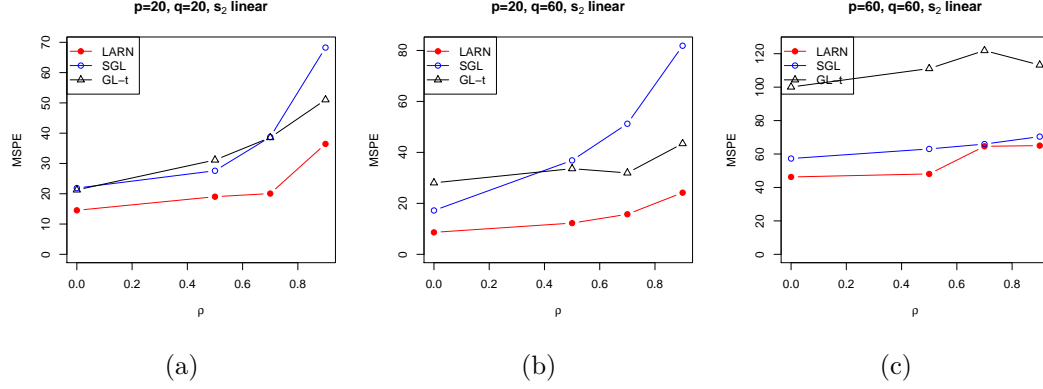 p=20, q=20, s₂ linear
LARN
SGL
GL−t
MSPE
0 10 20 30 40 50 60 70
0.0 0.2 0.4 0.6 0.8
ρ
(a)
p=20, q=60, s₂ linear
LARN
SGL
GL−t
MSPE
0 20 40 60 80
0.0 0.2 0.4 0.6 0.8
ρ
(b)
p=60, q=60, s₂ linear
LARN
SGL
GL−t
MSPE
0 20 40 60 80 100 120
0.0 0.2 0.4 0.6 0.8
ρ
(c)